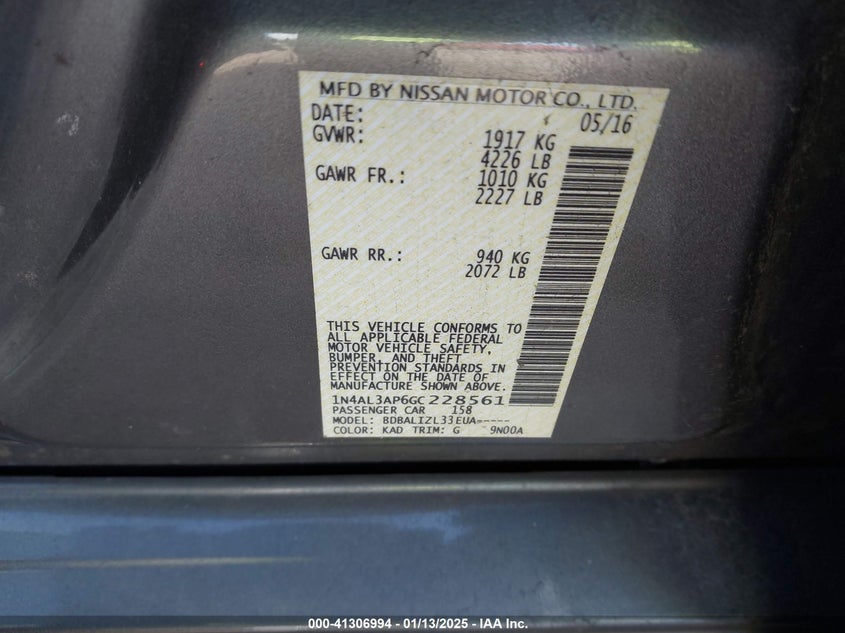 MFD BY NISSAN MOTOR CO., LTD.
DATE: 05/16
GVWR: 1917 KG
4226 LB
GAWR FR.: 1010 KG
2227 LB
GAWR RR.: 940 KG
2072 LB
THIS VEHICLE CONFORMS TO
ALL APPLICABLE FEDERAL
MOTOR VEHICLE SAFETY,
BUMPER, AND THEFT
PREVENTION STANDARDS IN
EFFECT ON THE DATE OF
MANUFACTURE SHOWN ABOVE.
1N4AL3AP6GC228561
PASSENGER CAR 158
MODEL: BDBALIZL33EUA-----
COLOR: KAD TRIM: G 9N00A
000-41306994 - 01/13/2025 - IAA Inc.